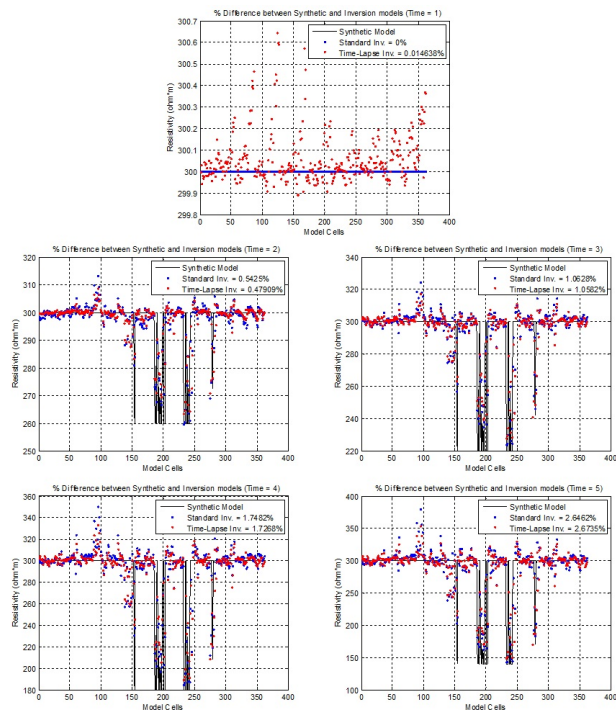 % Difference between Synthetic and Inversion models (Time = 1)
300.7
300.6
300.5
300.4
300.3
300.2
300.1
300
299.9
299.8
Resistivity (ohm*m)
Synthetic Model
Standard Inv. = 0%
Time-Lapse Inv. = 0.014638%
0 50 100 150 200 250 300 350 400
Model Cells
% Difference between Synthetic and Inversion models (Time = 2)
320
310
300
290
280
270
260
250
Resistivity (ohm*m)
Synthetic Model
Standard Inv. = 0.5425%
Time-Lapse Inv. = 0.47909%
0 50 100 150 200 250 300 350 400
Model Cells
% Difference between Synthetic and Inversion models (Time = 3)
340
320
300
280
260
240
220
Resistivity (ohm*m)
Synthetic Model
Standard Inv. = 1.0628%
Time-Lapse Inv. = 1.0582%
0 50 100 150 200 250 300 350 400
Model Cells
% Difference between Synthetic and Inversion models (Time = 4)
360
340
320
300
280
260
240
220
200
180
Resistivity (ohm*m)
Synthetic Model
Standard Inv. = 1.7482%
Time-Lapse Inv. = 1.7268%
0 50 100 150 200 250 300 350 400
Model Cells
% Difference between Synthetic and Inversion models (Time = 5)
400
350
300
250
200
150
100
Resistivity (ohm*m)
Synthetic Model
Standard Inv. = 2.6462%
Time-Lapse Inv. = 2.6735%
0 50 100 150 200 250 300 350 400
Model Cells